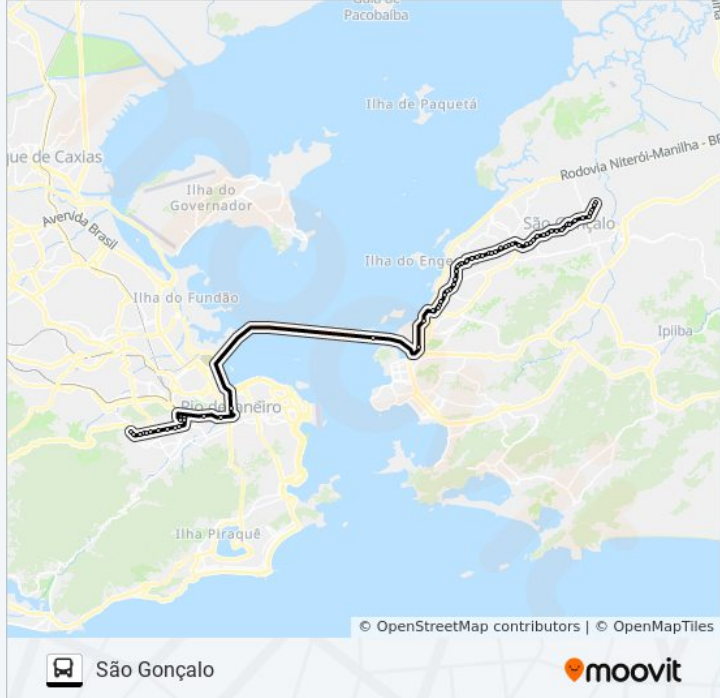 Pacobaíba
Ilha de Paquetá
que de Caxias
Rodovia Niterói-Manilha - BR
Ilha do
Governador
Avenida Brasil
São Gonçalo
Ilha do Enge
Ilha do Fundão
Ipiíba
Rio de Janeiro
Ilha Piraquê
© OpenStreetMap contributors | © OpenMapTiles
São Gonçalo
moovit